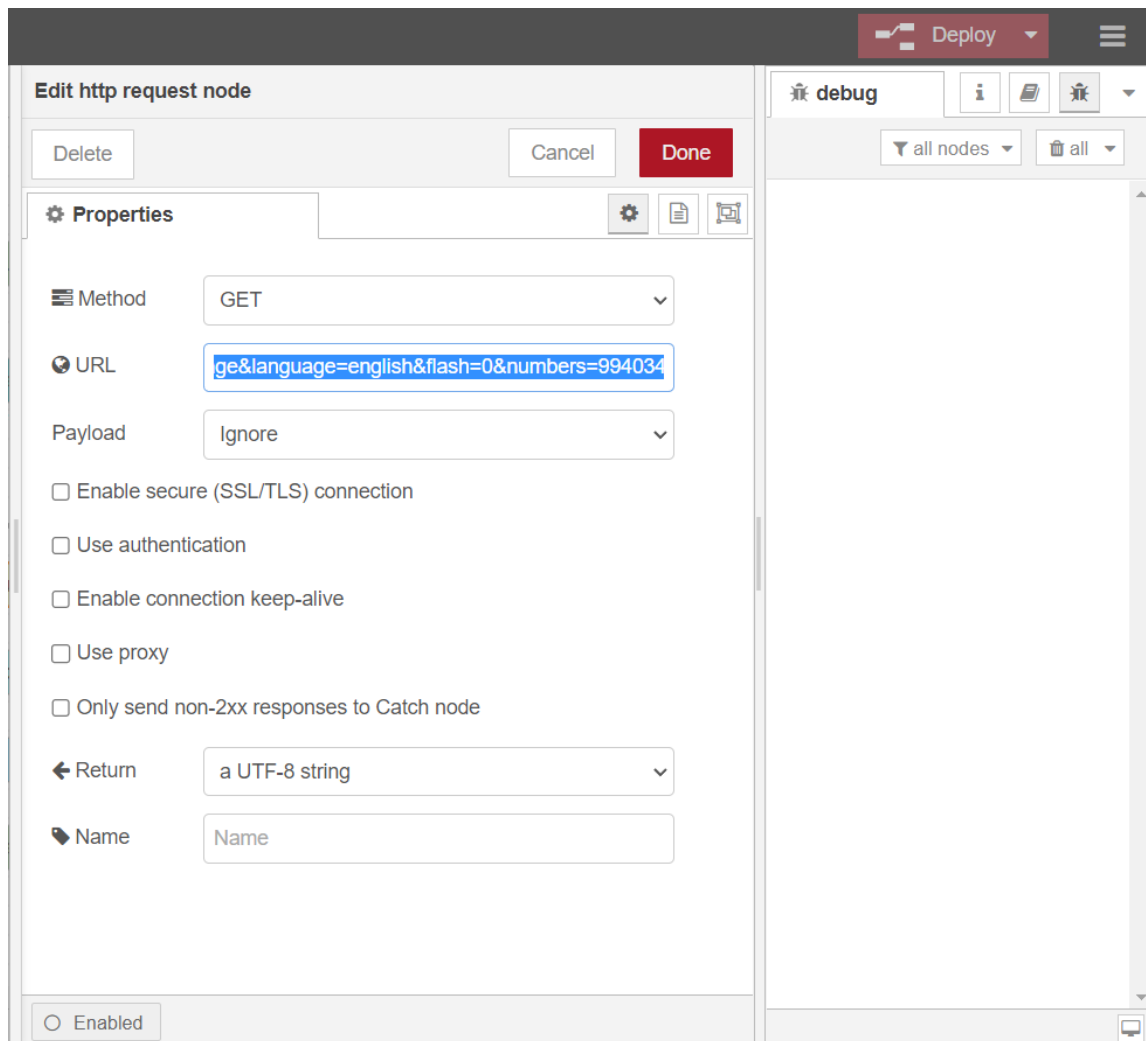 Deploy
Edit http request node
debug
Delete
Cancel
Done
all nodes
all
Properties
Method
GET
URL
ge&language=english&flash=0&numbers=994034
Payload
Ignore
Enable secure (SSL/TLS) connection
Use authentication
Enable connection keep-alive
Use proxy
Only send non-2xx responses to Catch node
Return
a UTF-8 string
Name
Name
Enabled